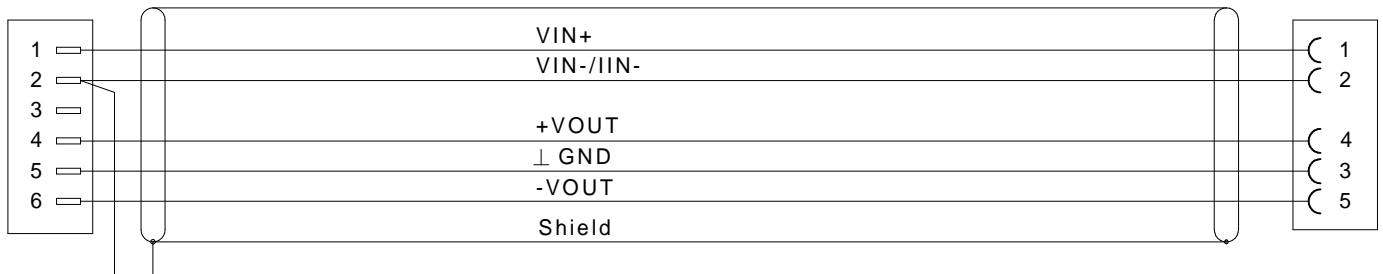 1 VIN+ 1
2 VIN-/IIN- 2
3
4 +VOUT 4
5 ⊥ GND 3
6 -VOUT 5
Shield